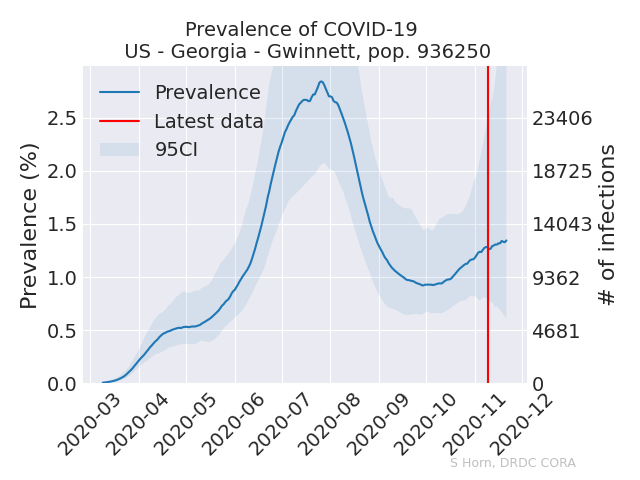 Prevalence of COVID-19
US - Georgia - Gwinnett, pop. 936250
Prevalence
Latest data
95CI
Prevalence (%)
2.5
2.0
1.5
1.0
0.5
0.0
23406
18725
14043
9362
4681
0
# of infections
2020-03
2020-04
2020-05
2020-06
2020-07
2020-08
2020-09
2020-10
2020-11
2020-12
S Horn, DRDC CORA